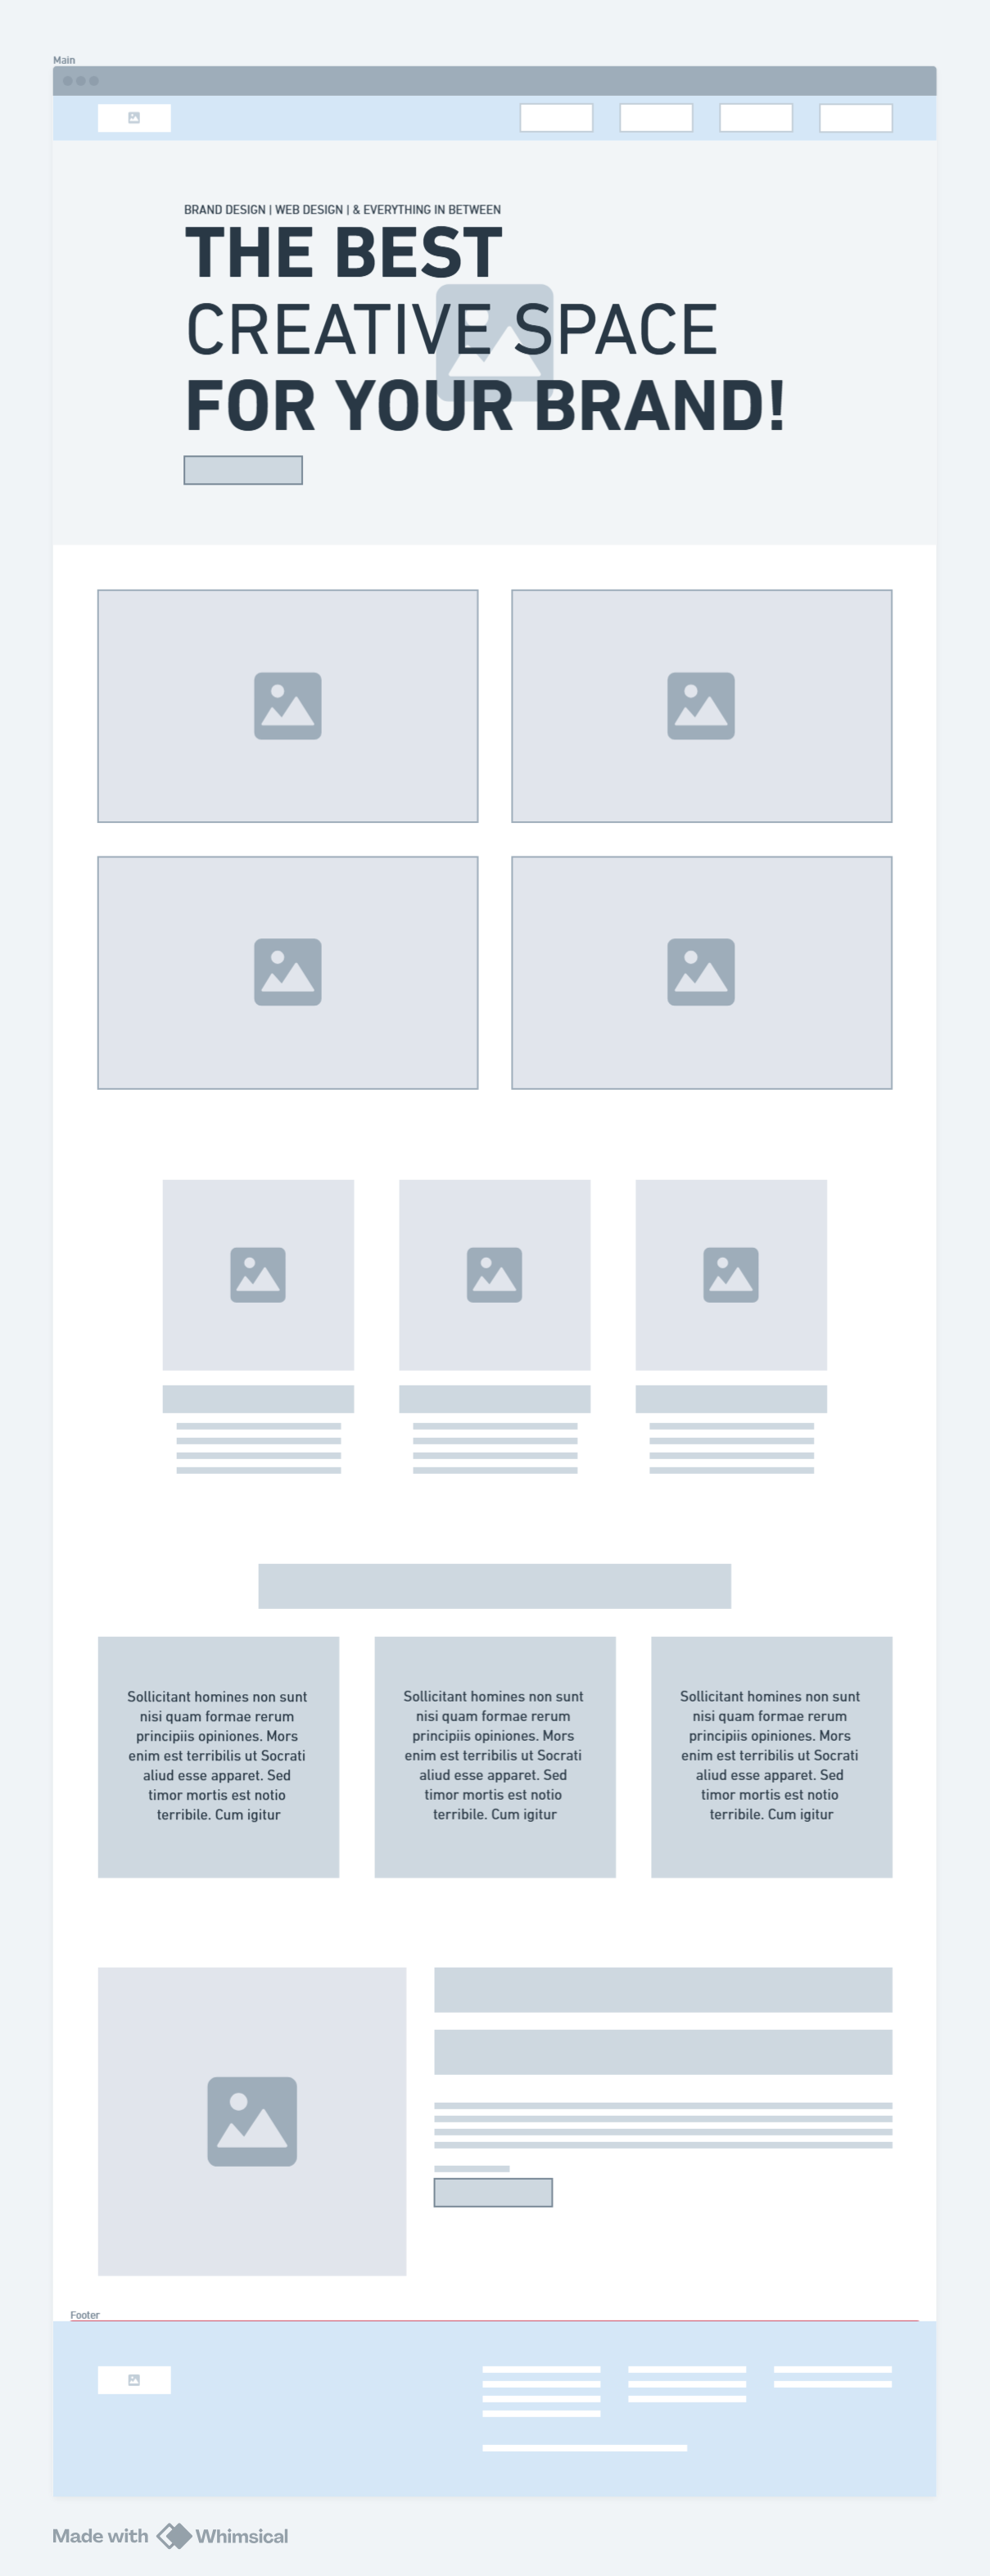 Main
BRAND DESIGN | WEB DESIGN | & EVERYTHING IN BETWEEN
THE BEST
CREATIVE SPACE
FOR YOUR BRAND!
Sollicitant homines non sunt
nisi quam formae rerum
principiis opiniones. Mors
enim est terribilis ut Socrati
aliud esse apparet. Sed
timor mortis est notio
terribile. Cum igitur
Sollicitant homines non sunt
nisi quam formae rerum
principiis opiniones. Mors
enim est terribilis ut Socrati
aliud esse apparet. Sed
timor mortis est notio
terribile. Cum igitur
Sollicitant homines non sunt
nisi quam formae rerum
principiis opiniones. Mors
enim est terribilis ut Socrati
aliud esse apparet. Sed
timor mortis est notio
terribile. Cum igitur
Footer
Made with Whimsical